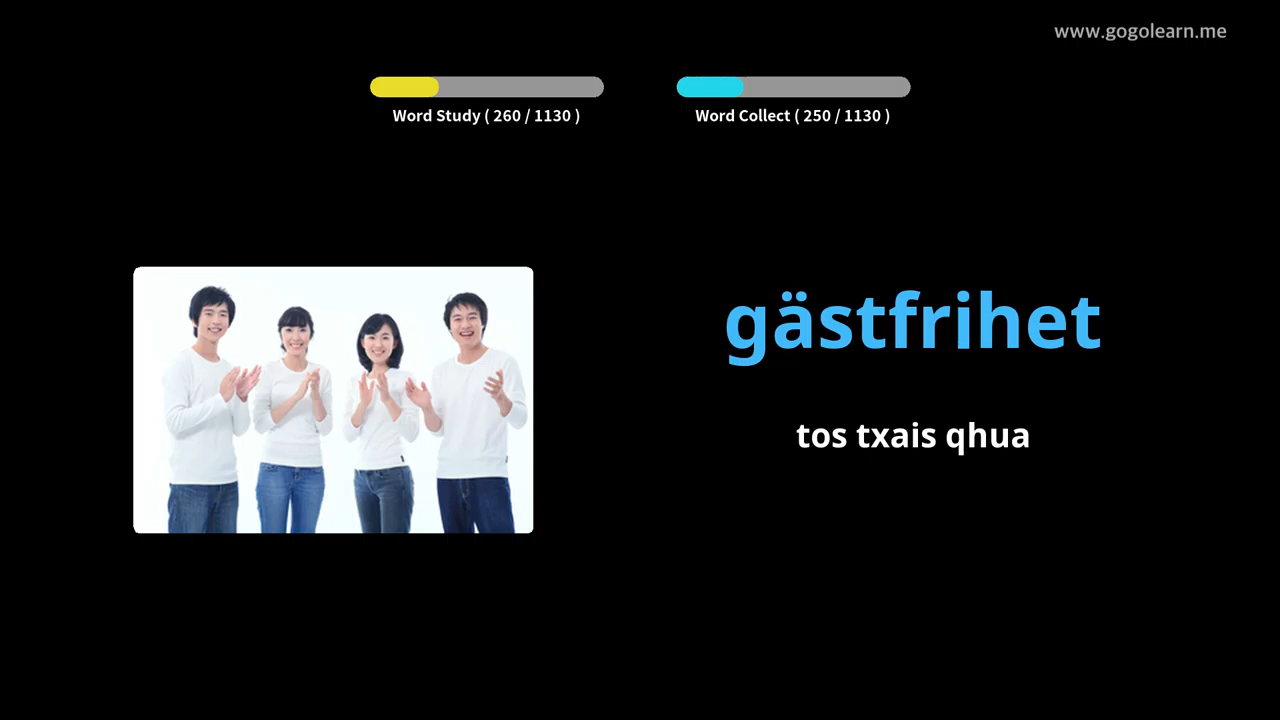 www.gogolearn.me
Word Study ( 260 / 1130 )
Word Collect ( 250 / 1130 )
gästfrihet
tos txais qhua